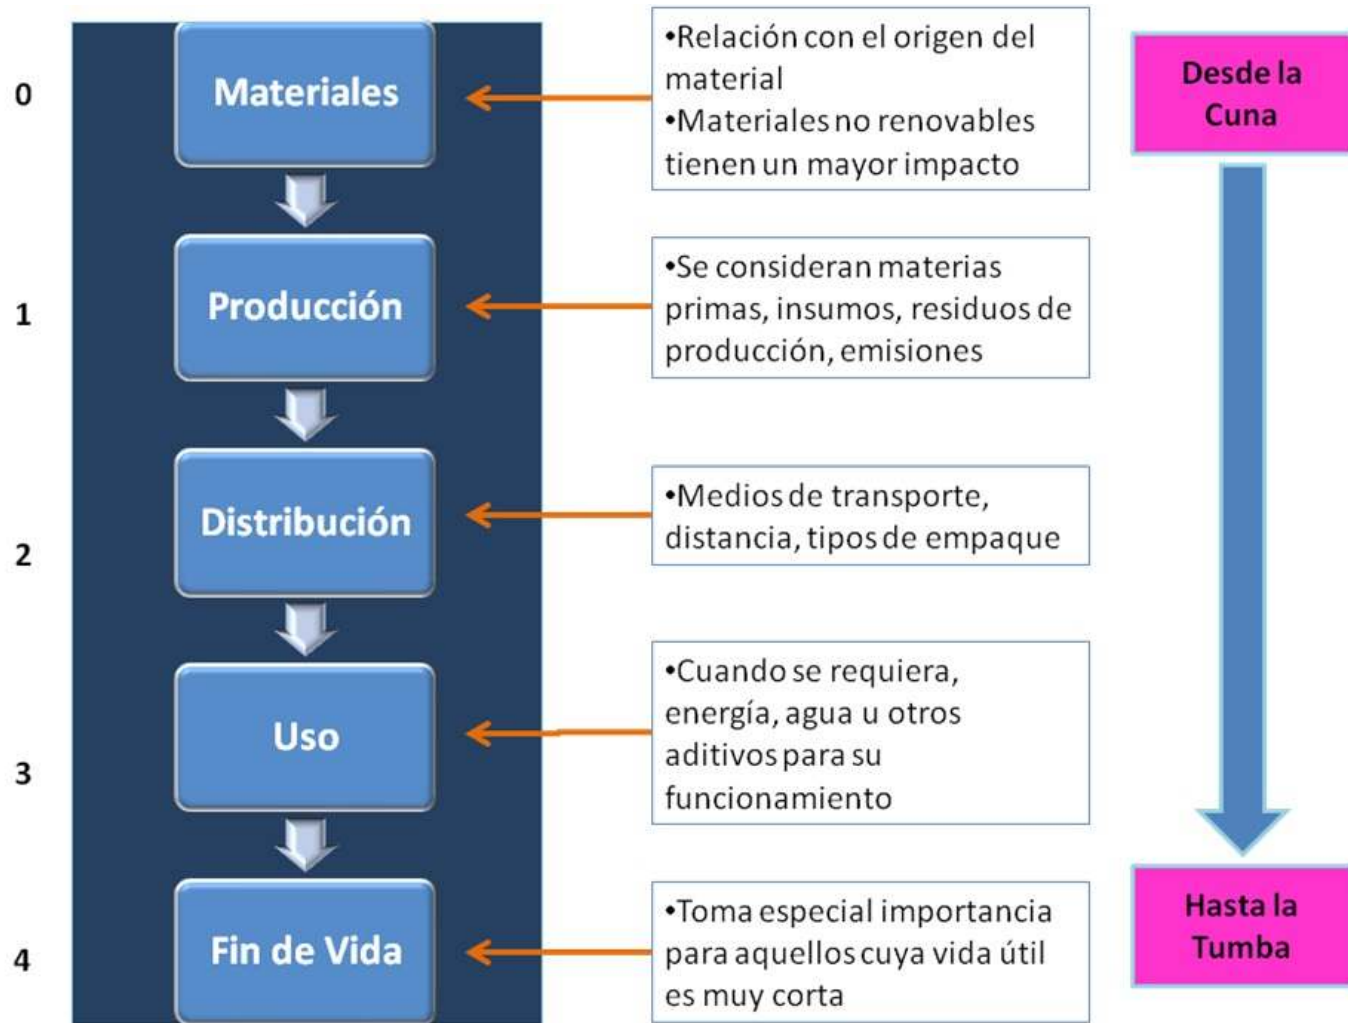 0
Materiales
•Relación con el origen del
material
•Materiales no renovables
tienen un mayor impacto
Desde la
Cuna
1
Producción
•Se consideran materias
primas, insumos, residuos de
producción, emisiones
2
Distribución
•Medios de transporte,
distancia, tipos de empaque
3
Uso
•Cuando se requiera,
energía, agua u otros
aditivos para su
funcionamiento
4
Fin de Vida
•Toma especial importancia
para aquellos cuya vida útil
es muy corta
Hasta la
Tumba